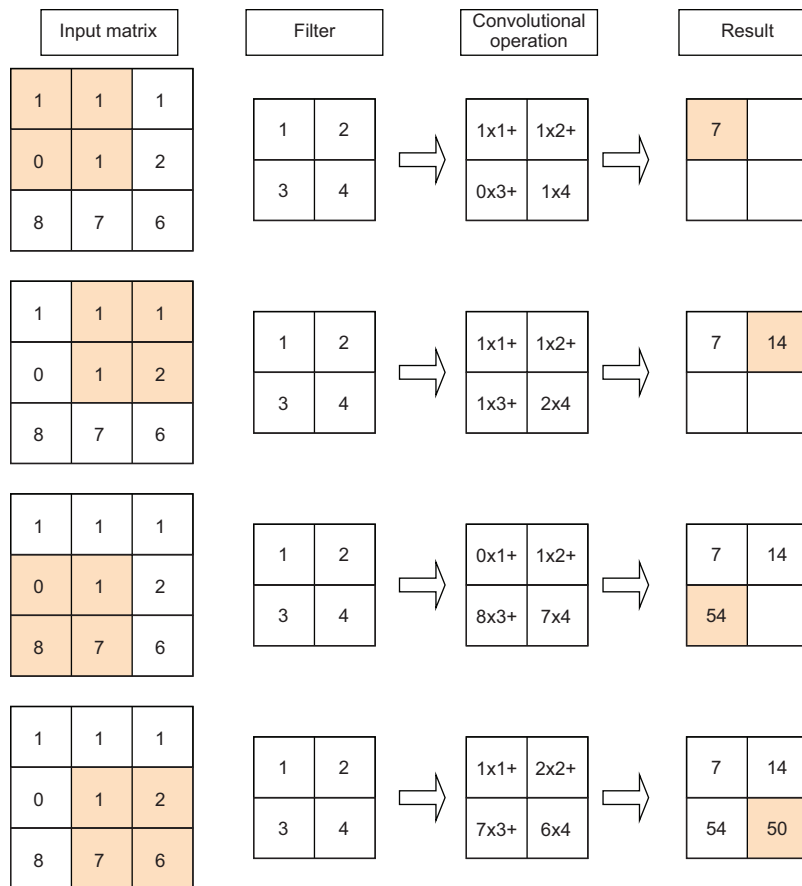 Input matrix Filter Convolutional operation Result
1 1 1
1 2 1x1+ 1x2+ 7
0 1 2
3 4 0x3+ 1x4
8 7 6
1 1 1
1 2 1x1+ 1x2+ 7 14
0 1 2
3 4 1x3+ 2x4
8 7 6
1 1 1
1 2 0x1+ 1x2+ 7 14
0 1 2
3 4 8x3+ 7x4 54
8 7 6
1 1 1
1 2 1x1+ 2x2+ 7 14
0 1 2
3 4 7x3+ 6x4 54 50
8 7 6